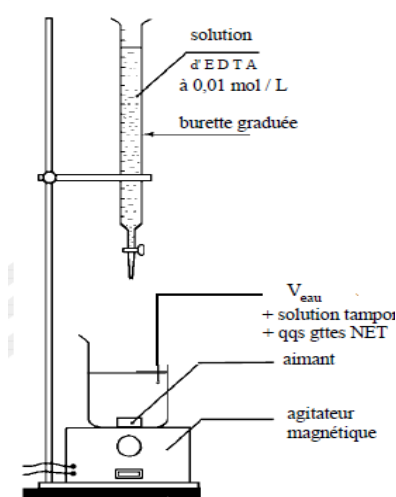 solution
d'EDTA
à 0,01 mol / L
burette graduée
Veau
+ solution tampon
+ qqs gttes NET
aimant
agitateur
magnétique